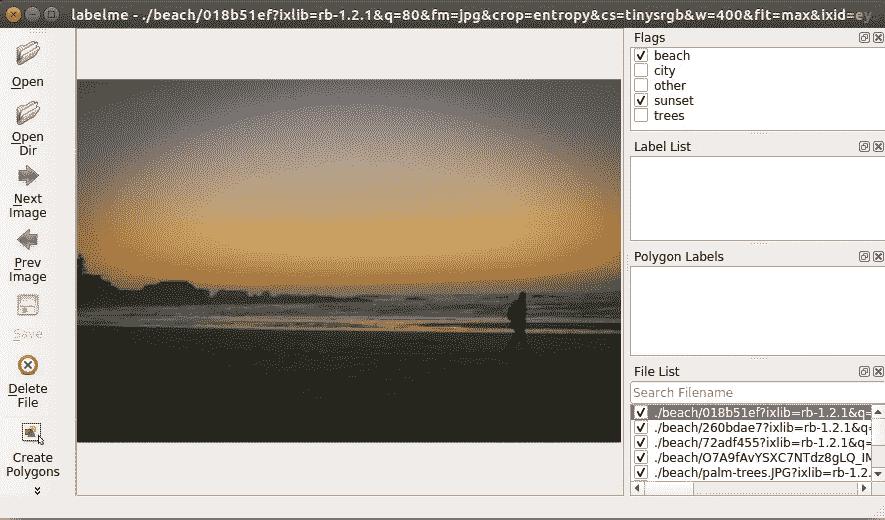 labelme - ./beach/018b51ef?ixlib=rb-1.2.1&q=80&fm=jpg&crop=entropy&cs=tinysrgb&w=400&fit=max&ixid=ey
Open
Open
Dir
Next
Image
Prev
Image
Save
Delete
File
Create
Polygons
Flags
beach
city
other
sunset
trees
Label List
Polygon Labels
File List
Search Filename
./beach/018b51ef?ixlib=rb-1.2.1&q=
./beach/260bdae7?ixlib=rb-1.2.1&q=
./beach/72adf455?ixlib=rb-1.2.1&q=
./beach/O7A9fAvYSXC7NTdz8gLQ_IM
./beach/palm-trees.JPG?ixlib=rb-1.2.